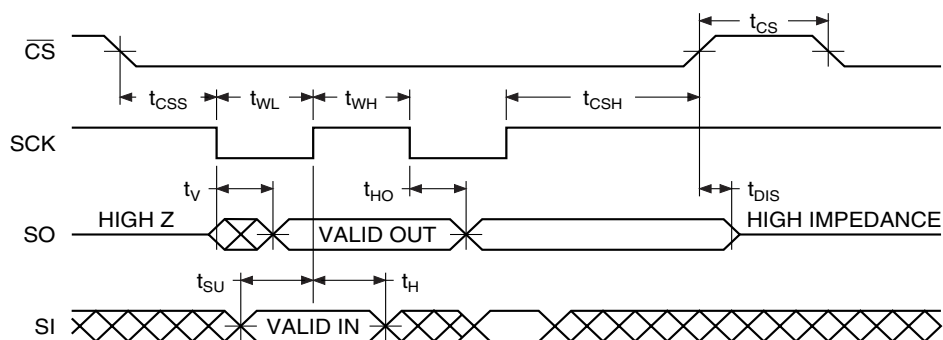 t_CS
C̅S̅
t_CSS t_WL t_WH t_CSH
SCK
t_V t_HO t_DIS
HIGH Z HIGH IMPEDANCE
SO VALID OUT
t_SU t_H
SI VALID IN